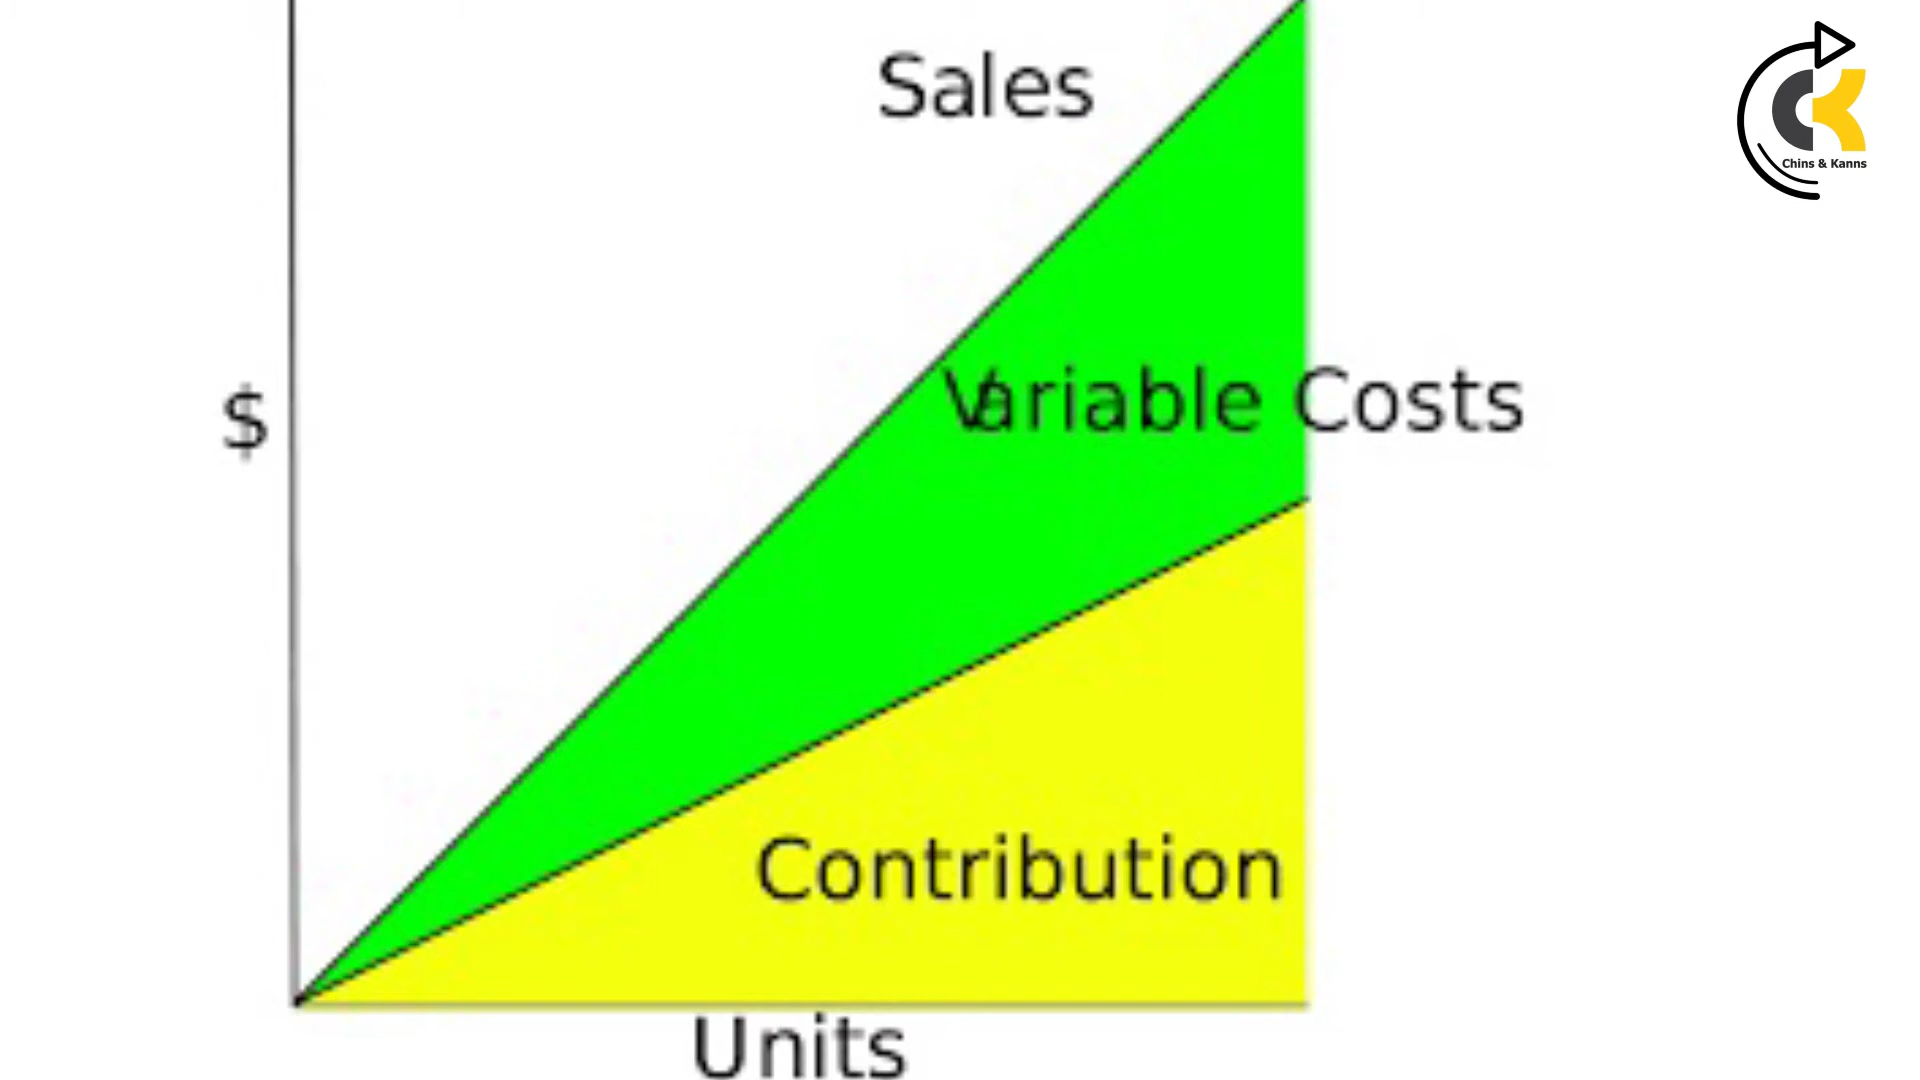 Sales
Chins & Kanns
$
Variable Costs
Contribution
Units